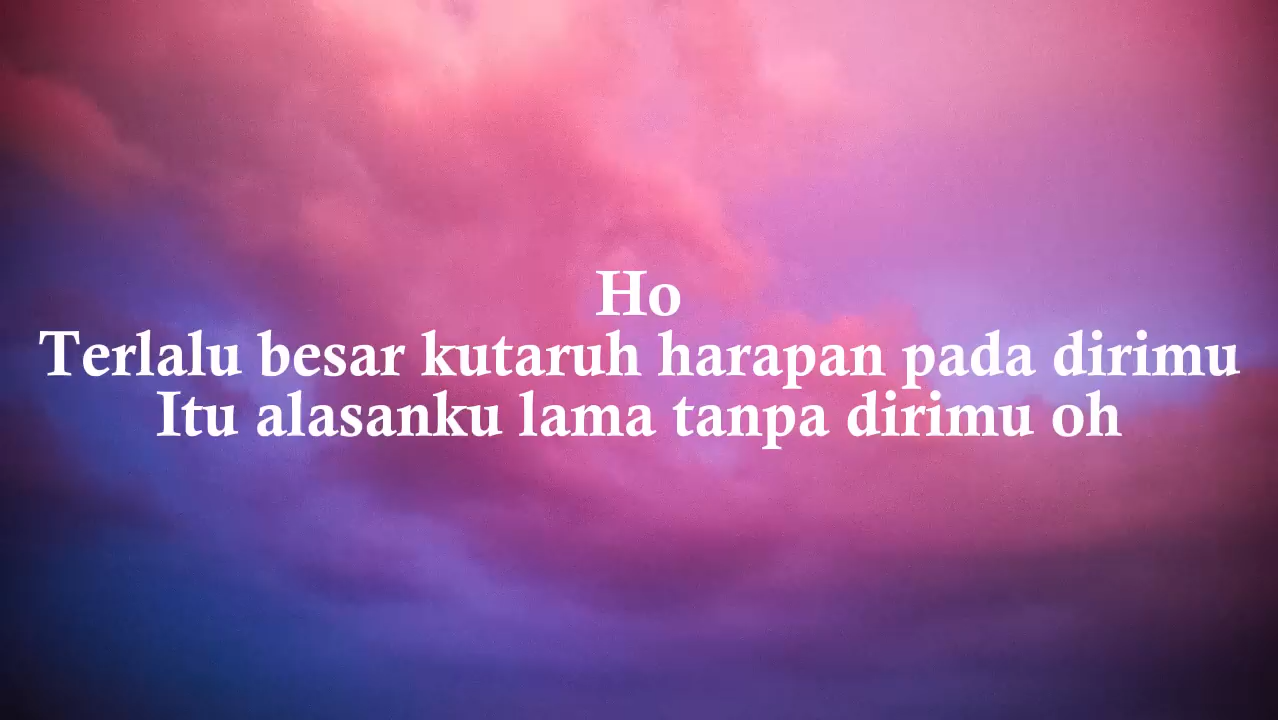 Ho
Terlalu besar kutaruh harapan pada dirimu
Itu alasanku lama tanpa dirimu oh